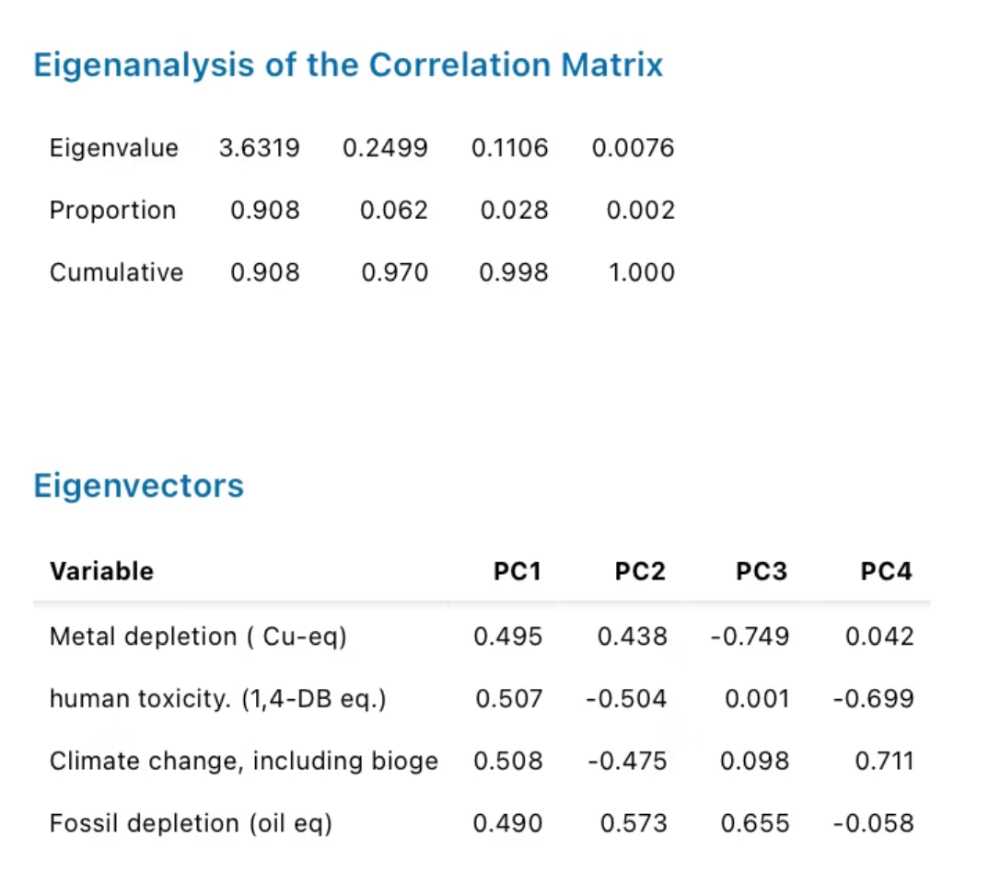 Eigenanalysis of the Correlation Matrix
Eigenvalue 3.6319 0.2499 0.1106 0.0076
Proportion 0.908 0.062 0.028 0.002
Cumulative 0.908 0.970 0.998 1.000
Eigenvectors
Variable PC1 PC2 PC3 PC4
Metal depletion ( Cu-eq) 0.495 0.438 -0.749 0.042
human toxicity. (1,4-DB eq.) 0.507 -0.504 0.001 -0.699
Climate change, including bioge 0.508 -0.475 0.098 0.711
Fossil depletion (oil eq) 0.490 0.573 0.655 -0.058